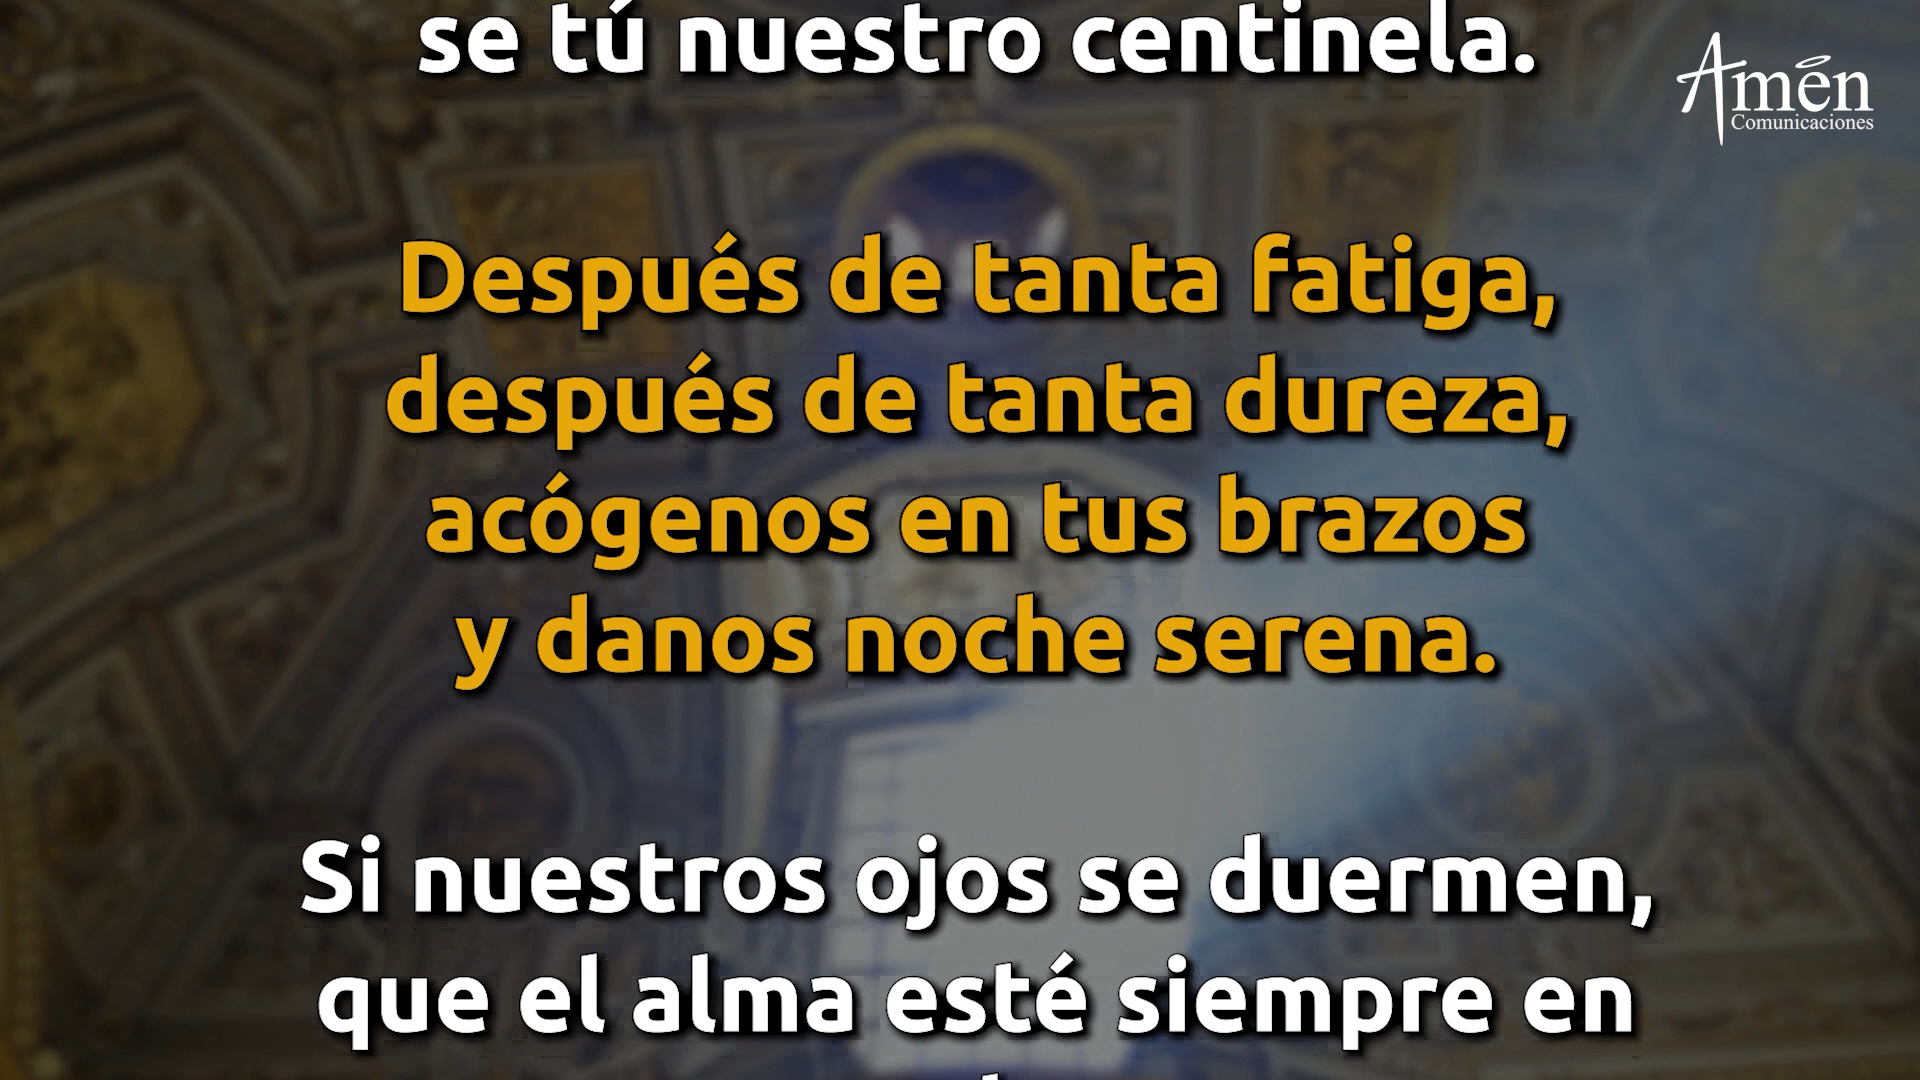 se tú nuestro centinela.
Amén
Comunicaciones
Después de tanta fatiga,
después de tanta dureza,
acógenos en tus brazos
y danos noche serena.
Si nuestros ojos se duermen,
que el alma esté siempre en